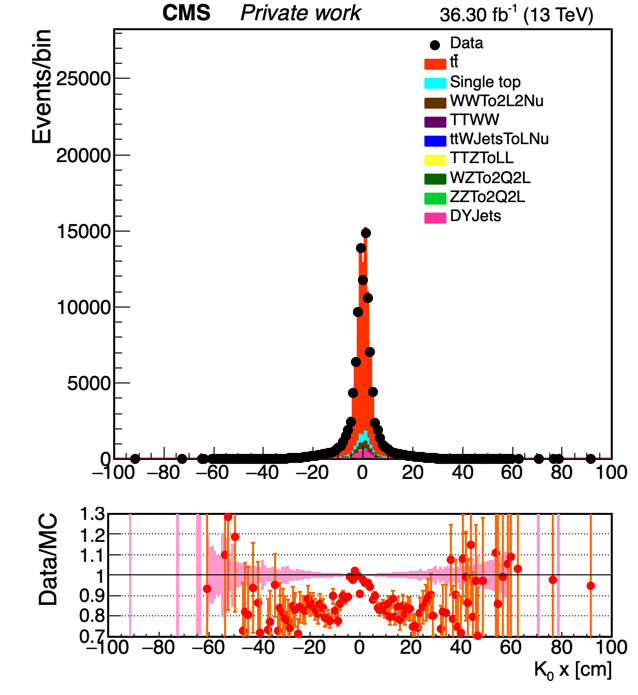 CMS Private work 36.30 fb⁻¹ (13 TeV)
Events/bin
Data
tt̄
Single top
WWTo2L2Nu
TTWW
ttWJetsToLNu
TTZToLL
WZTo2Q2L
ZZTo2Q2L
DYJets
25000
20000
15000
10000
5000
0
−100 −80 −60 −40 −20 0 20 40 60 80 100
Data/MC
1.3
1.2
1.1
1
0.9
0.8
0.7
−100 −80 −60 −40 −20 0 20 40 60 80 100
K₀ x [cm]